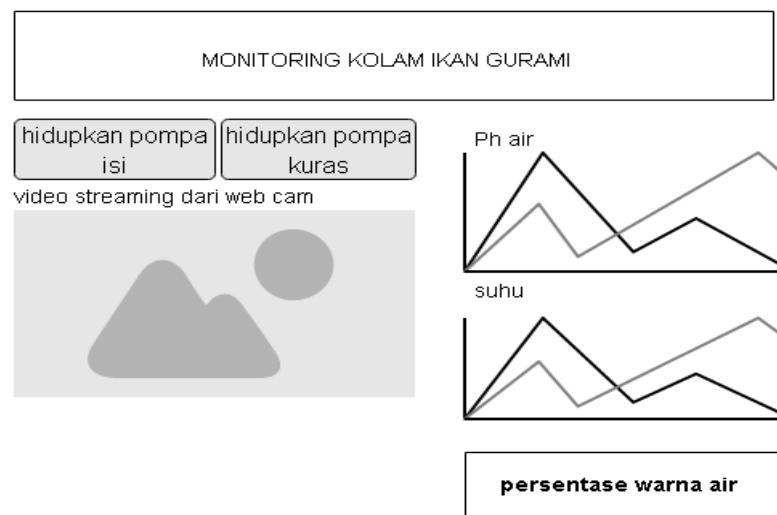 MONITORING KOLAM IKAN GURAMI
hidupkan pompa
isi
hidupkan pompa
kuras
video streaming dari web cam
Ph air
suhu
persentase warna air